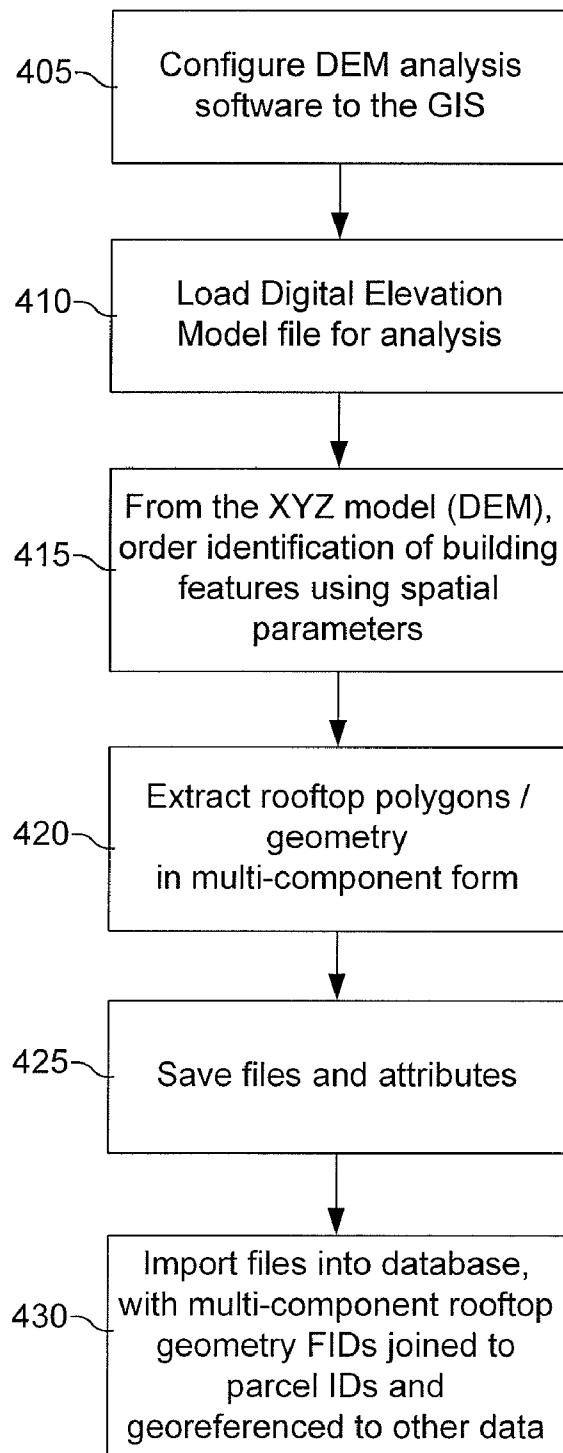 405
Configure DEM analysis
software to the GIS
410
Load Digital Elevation
Model file for analysis
415
From the XYZ model (DEM),
order identification of building
features using spatial
parameters
420
Extract rooftop polygons /
geometry
in multi-component form
425
Save files and attributes
430
Import files into database,
with multi-component rooftop
geometry FIDs joined to
parcel IDs and
georeferenced to other data